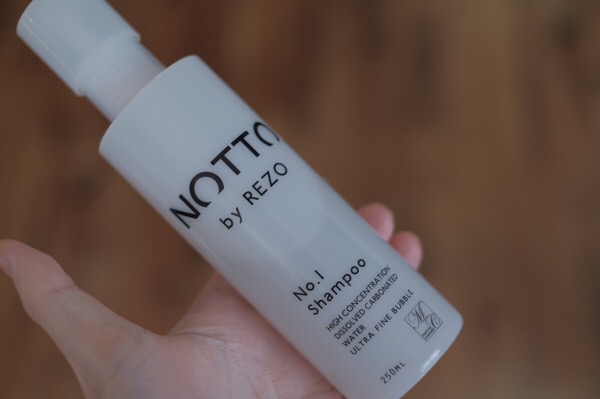 NOTTO
by REZO
No.1
Shampoo
HIGH CONCENTRATION
DISSOLVED CARBONATED
WATER
ULTRA FINE BUBBLE
250ML